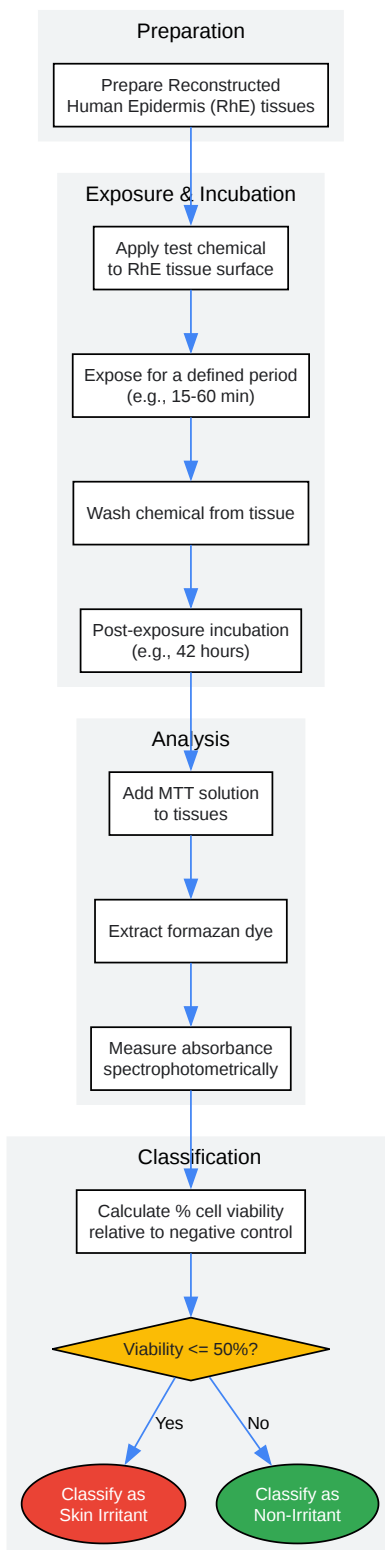 Preparation
Prepare Reconstructed
Human Epidermis (RhE) tissues
Exposure & Incubation
Apply test chemical
to RhE tissue surface
Expose for a defined period
(e.g., 15-60 min)
Wash chemical from tissue
Post-exposure incubation
(e.g., 42 hours)
Analysis
Add MTT solution
to tissues
Extract formazan dye
Measure absorbance
spectrophotometrically
Classification
Calculate % cell viability
relative to negative control
Viability <= 50%?
Yes
No
Classify as
Skin Irritant
Classify as
Non-Irritant